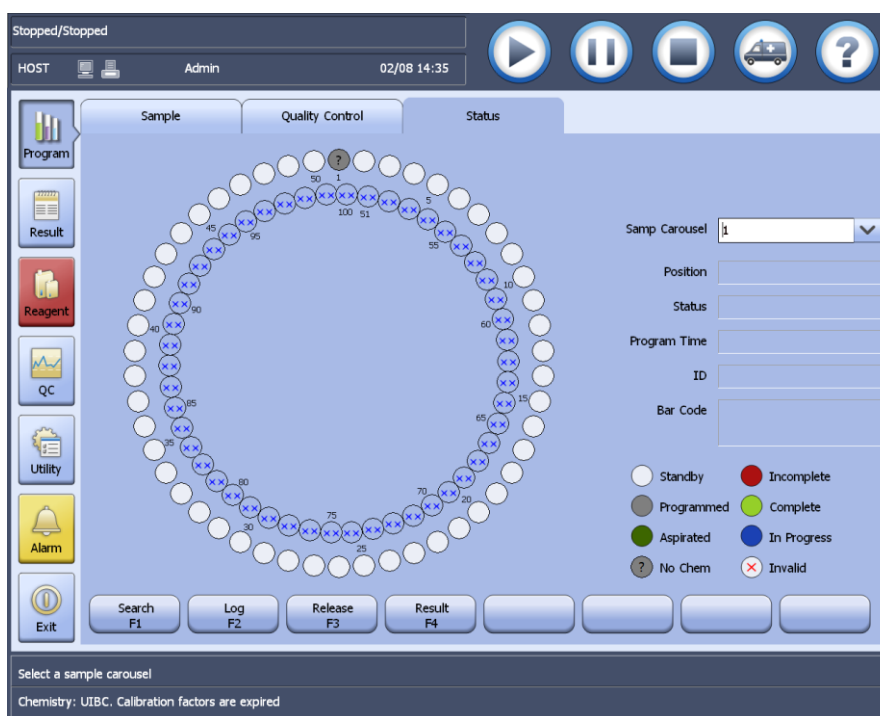 Stopped/Stopped
HOST Admin 02/08 14:35
?
Sample Quality Control Status
Program
Result
Reagent
QC
Utility
Alarm
Exit
?
50 1 5
100 51
45 95 55
10
90 60
40
85 15
65
35
80 70 20
30 75
25
Samp Carousel 1
Position
Status
Program Time
ID
Bar Code
Standby Incomplete
Programmed Complete
Aspirated In Progress
? No Chem Invalid
Search Log Release Result
F1 F2 F3 F4
Select a sample carousel
Chemistry: UIBC. Calibration factors are expired